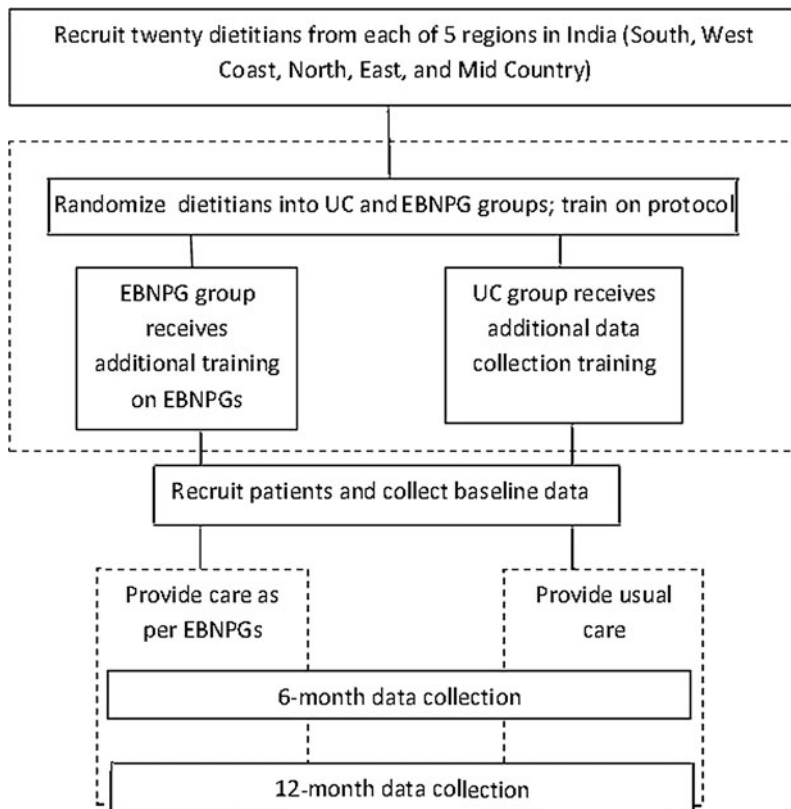 Recruit twenty dietitians from each of 5 regions in India (South, West
Coast, North, East, and Mid Country)
Randomize dietitians into UC and EBNPG groups; train on protocol
EBNPG group
receives
additional training
on EBNPGs
UC group receives
additional data
collection training
Recruit patients and collect baseline data
Provide care as
per EBNPGs
Provide usual
care
6-month data collection
12-month data collection